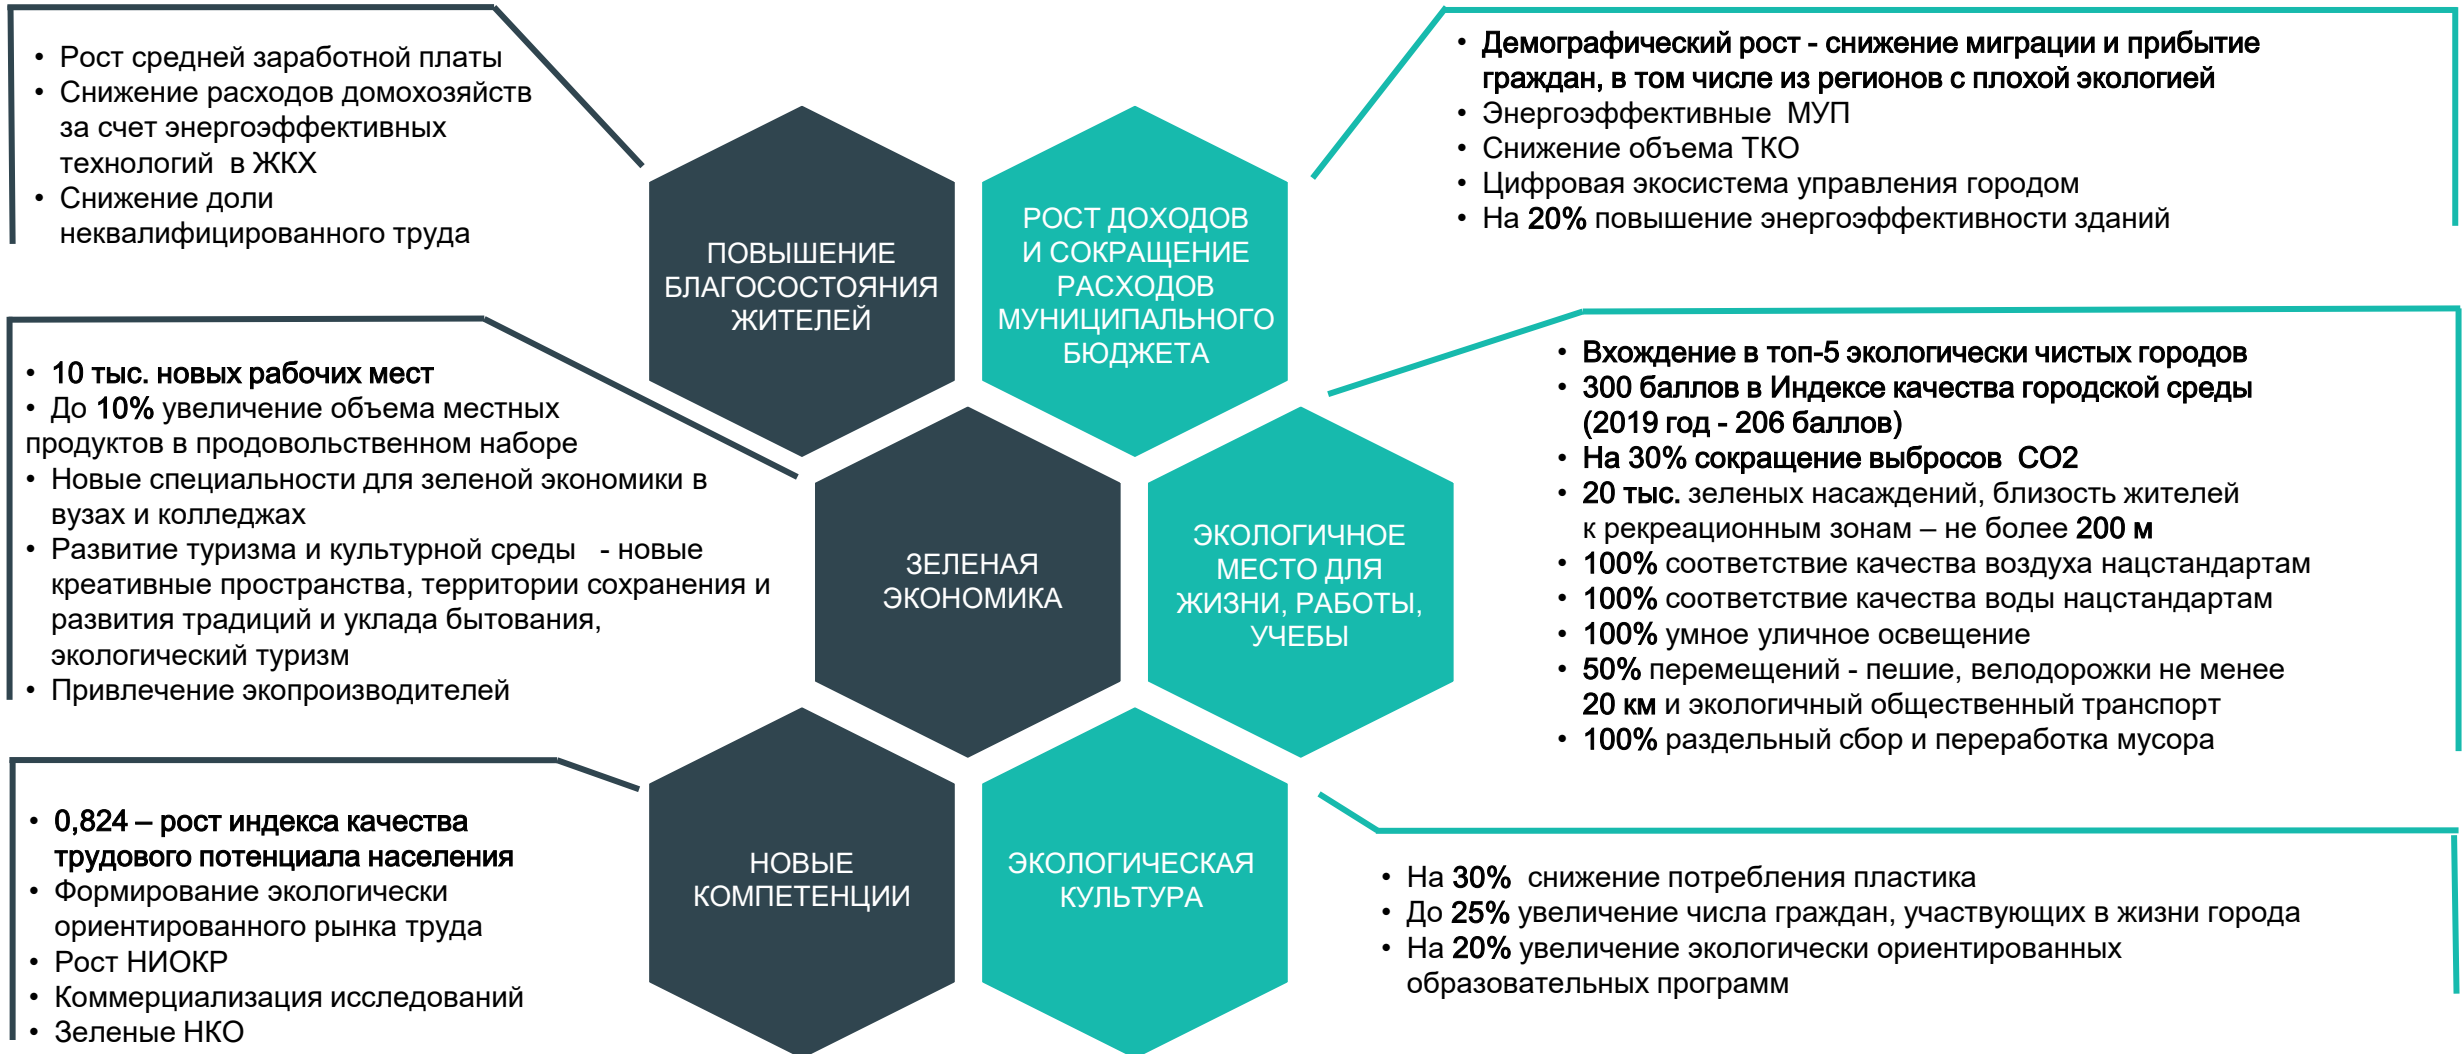 • Рост средней заработной платы
• Снижение расходов домохозяйств
за счет энергоэффективных
технологий в ЖКХ
• Снижение доли
неквалифицированного труда
ПОВЫШЕНИЕ
БЛАГОСОСТОЯНИЯ
ЖИТЕЛЕЙ
РОСТ ДОХОДОВ
И СОКРАЩЕНИЕ
РАСХОДОВ
МУНИЦИПАЛЬНОГО
БЮДЖЕТА
• Демографический рост - снижение миграции и прибытие
граждан, в том числе из регионов с плохой экологией
• Энергоэффективные МУП
• Снижение объема ТКО
• Цифровая экосистема управления городом
• На 20% повышение энергоэффективности зданий
• 10 тыс. новых рабочих мест
• До 10% увеличение объема местных
продуктов в продовольственном наборе
• Новые специальности для зеленой экономики в
вузах и колледжах
• Развитие туризма и культурной среды - новые
креативные пространства, территории сохранения и
развития традиций и уклада бытования,
экологический туризм
• Привлечение экопроизводителей
ЗЕЛЕНАЯ
ЭКОНОМИКА
ЭКОЛОГИЧНОЕ
МЕСТО ДЛЯ
ЖИЗНИ, РАБОТЫ,
УЧЕБЫ
• Вхождение в топ-5 экологически чистых городов
• 300 баллов в Индексе качества городской среды
(2019 год - 206 баллов)
• На 30% сокращение выбросов СО2
• 20 тыс. зеленых насаждений, близость жителей
к рекреационным зонам – не более 200 м
• 100% соответствие качества воздуха нацстандартам
• 100% соответствие качества воды нацстандартам
• 100% умное уличное освещение
• 50% перемещений - пешие, велодорожки не менее
20 км и экологичный общественный транспорт
• 100% раздельный сбор и переработка мусора
• 0,824 – рост индекса качества
трудового потенциала населения
• Формирование экологически
ориентированного рынка труда
• Рост НИОКР
• Коммерциализация исследований
• Зеленые НКО
НОВЫЕ
КОМПЕТЕНЦИИ
ЭКОЛОГИЧЕСКАЯ
КУЛЬТУРА
• На 30% снижение потребления пластика
• До 25% увеличение числа граждан, участвующих в жизни города
• На 20% увеличение экологически ориентированных
образовательных программ